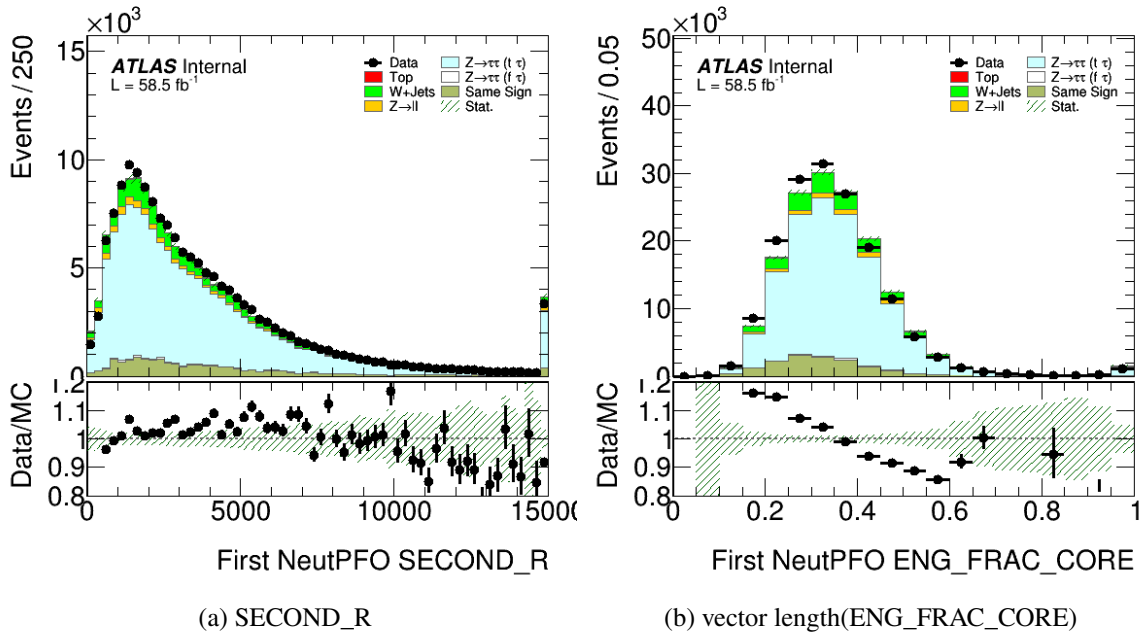 ×10³
Events / 250
15
10
5
0
ATLAS Internal
L = 58.5 fb⁻¹
Data
Top
W+Jets
Z→ll
Z→ττ (t τ)
Z→ττ (f τ)
Same Sign
Stat.
Data/MC
1.2
1.1
1
0.9
0.8
0 5000 10000 15000
First NeutPFO SECOND_R
(a) SECOND_R
×10³
Events / 0.05
50
40
30
20
10
0
ATLAS Internal
L = 58.5 fb⁻¹
Data
Top
W+Jets
Z→ll
Z→ττ (t τ)
Z→ττ (f τ)
Same Sign
Stat.
Data/MC
1.2
1.1
1
0.9
0.8
0.2 0.4 0.6 0.8 1
First NeutPFO ENG_FRAC_CORE
(b) vector length(ENG_FRAC_CORE)